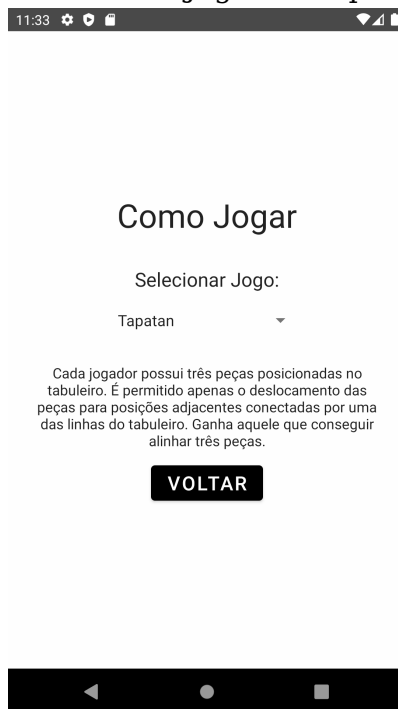 11:33
Como Jogar
Selecionar Jogo:
Tapatan
Cada jogador possui três peças posicionadas no
tabuleiro. É permitido apenas o deslocamento das
peças para posições adjacentes conectadas por uma
das linhas do tabuleiro. Ganha aquele que conseguir
alinhar três peças.
VOLTAR